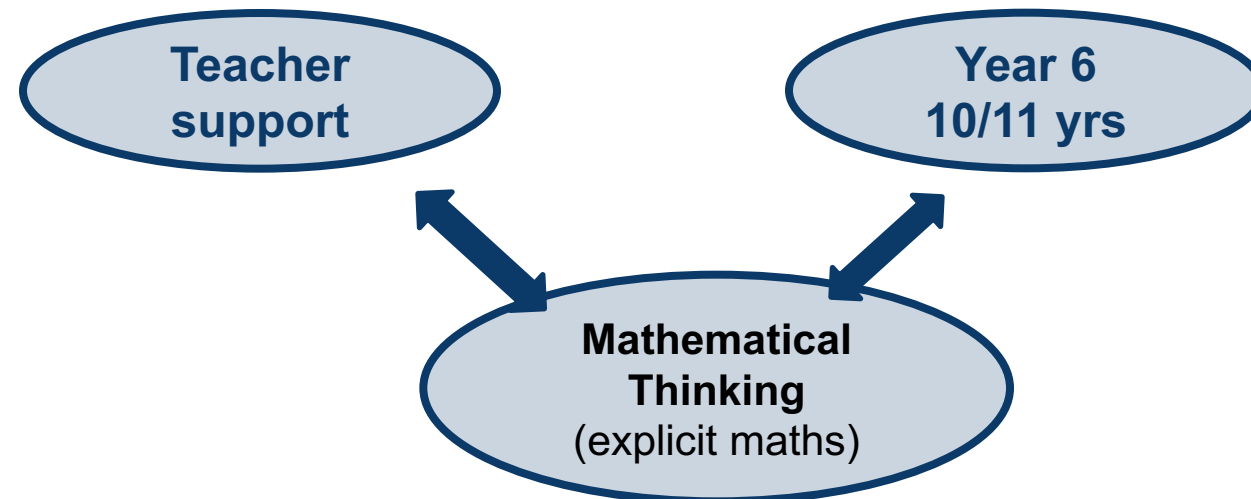 Teacher
support
Year 6
10/11 yrs
Mathematical
Thinking
(explicit maths)